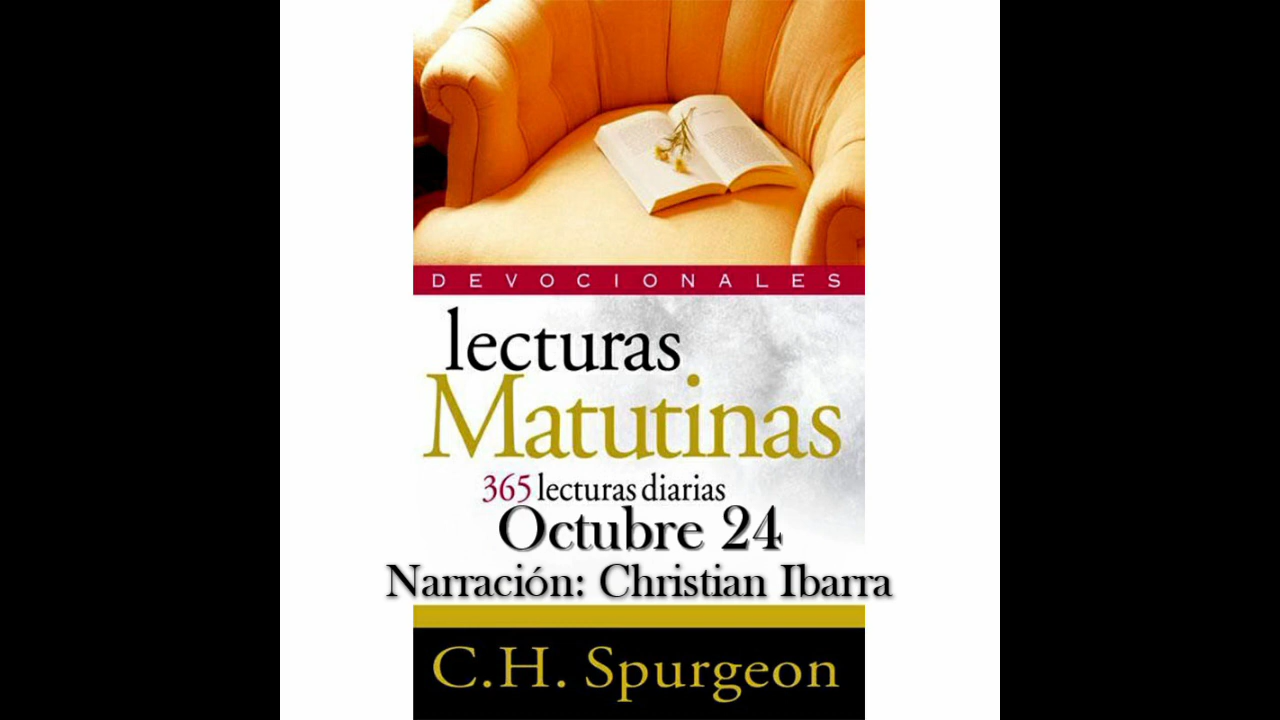 DEVOCIONALES
lecturas
Matutinas
365 lecturas diarias
Octubre 24
Narración: Christian Ibarra
C.H. Spurgeon